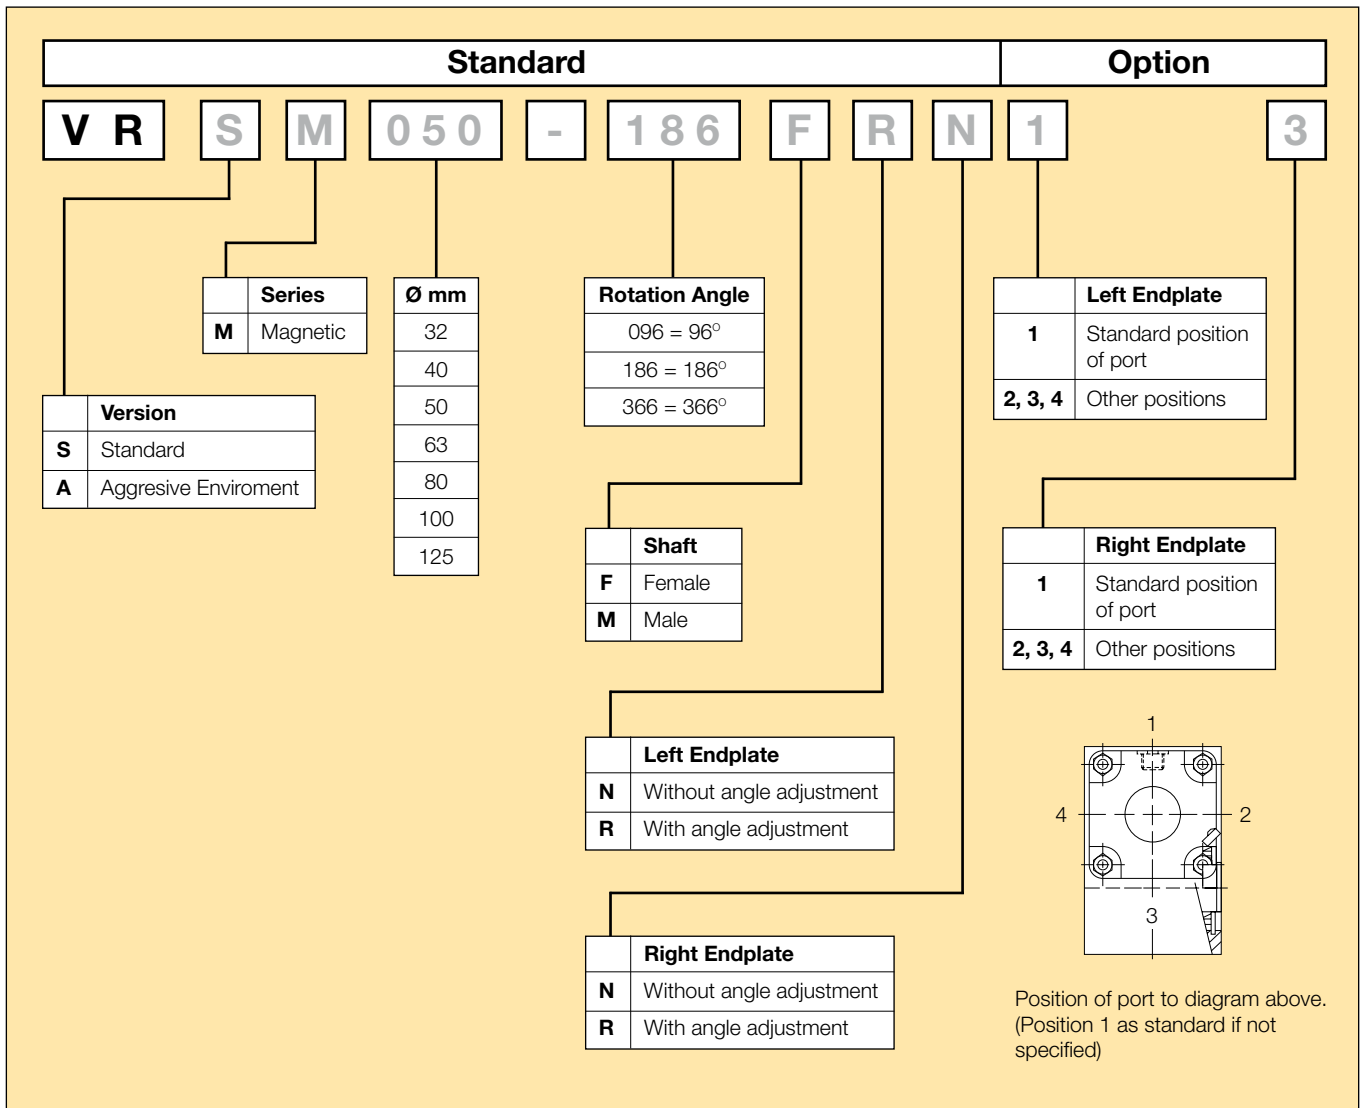 Standard Option
V R S M 0 5 0 - 1 8 6 F R N 1 3
Series
M Magnetic
Ø mm
32
40
50
63
80
100
125
Rotation Angle
096 = 96°
186 = 186°
366 = 366°
Left Endplate
1 Standard position
of port
2, 3, 4 Other positions
Version
S Standard
A Aggresive Enviroment
Shaft
F Female
M Male
Right Endplate
1 Standard position
of port
2, 3, 4 Other positions
Left Endplate
N Without angle adjustment
R With angle adjustment
Right Endplate
N Without angle adjustment
R With angle adjustment
1
4 2
3
Position of port to diagram above.
(Position 1 as standard if not
specified)